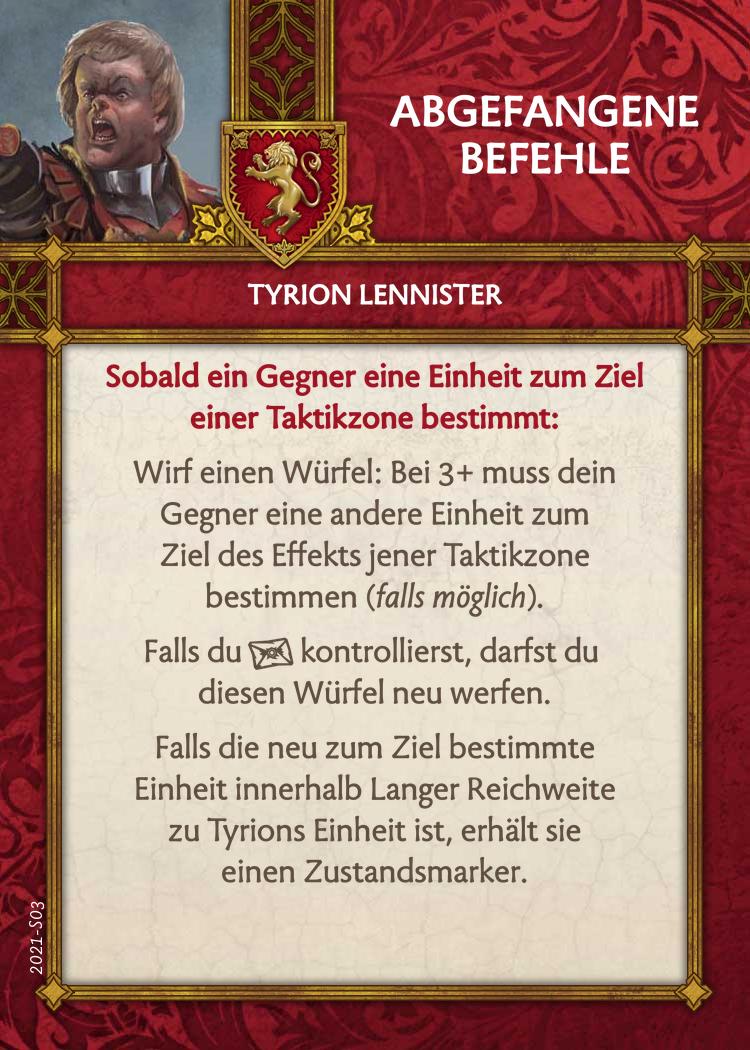 ABGEFANGENE
BEFEHLE
TYRION LENNISTER
Sobald ein Gegner eine Einheit zum Ziel
einer Taktikzone bestimmt:
Wirf einen Würfel: Bei 3+ muss dein
Gegner eine andere Einheit zum
Ziel des Effekts jener Taktikzone
bestimmen (falls möglich).
Falls du kontrollierst, darfst du
diesen Würfel neu werfen.
Falls die neu zum Ziel bestimmte
Einheit innerhalb Langer Reichweite
zu Tyrions Einheit ist, erhält sie
einen Zustandsmarker.
2021-S03